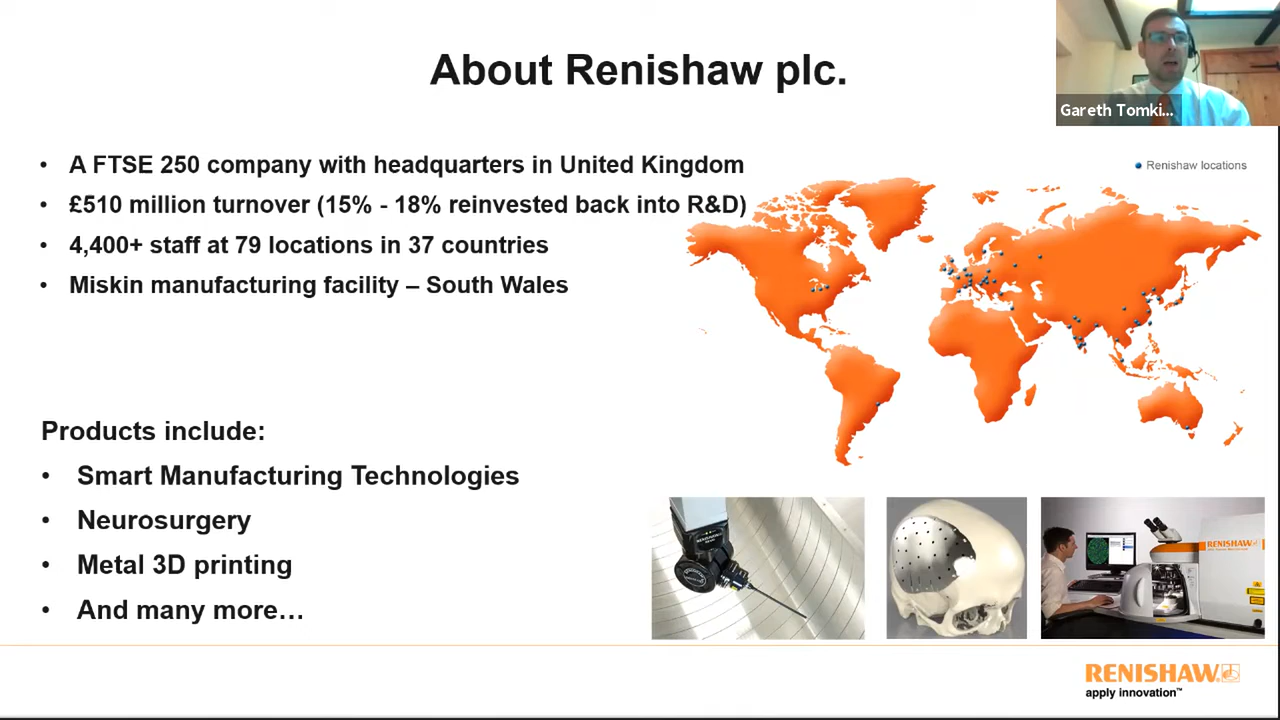 About Renishaw plc.
Gareth Tomki...
• A FTSE 250 company with headquarters in United Kingdom
• £510 million turnover (15% - 18% reinvested back into R&D)
• 4,400+ staff at 79 locations in 37 countries
• Miskin manufacturing facility – South Wales
Renishaw locations
Products include:
• Smart Manufacturing Technologies
• Neurosurgery
• Metal 3D printing
• And many more…
RENISHAW
RENISHAW
apply innovation™